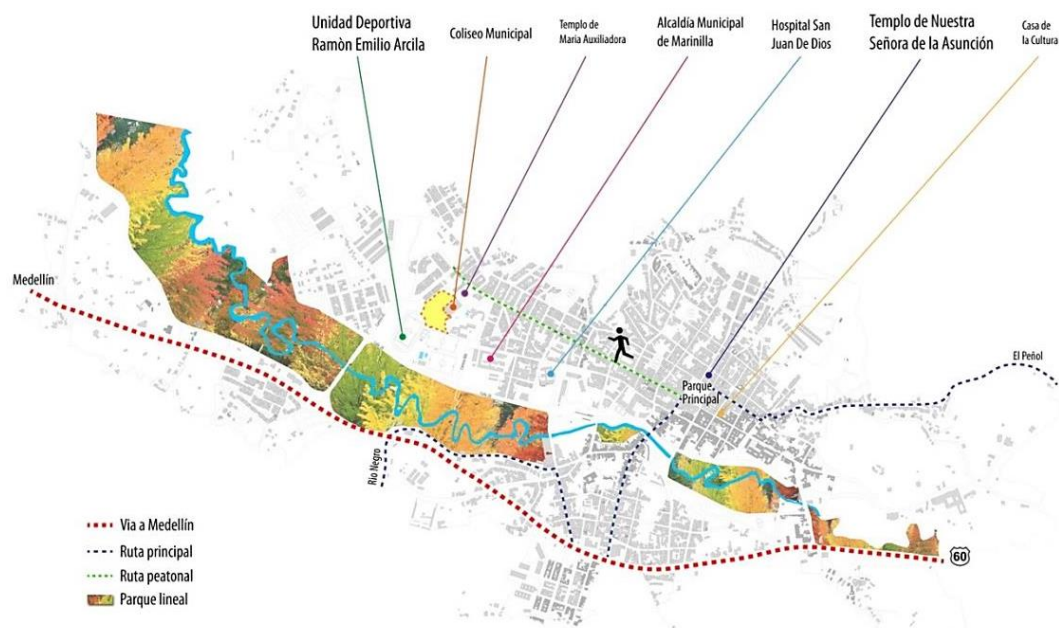 Unidad Deportiva
Ramòn Emilio Arcila
Coliseo Municipal
Templo de
Maria Auxiliadora
Alcaldía Municipal
de Marinilla
Hospital San
Juan De Dios
Templo de Nuestra
Señora de la Asunción
Casa de
la Cultura
Medellín
El Peñol
Parque
Principal
Rio Negro
60
Via a Medellín
Ruta principal
Ruta peatonal
Parque lineal